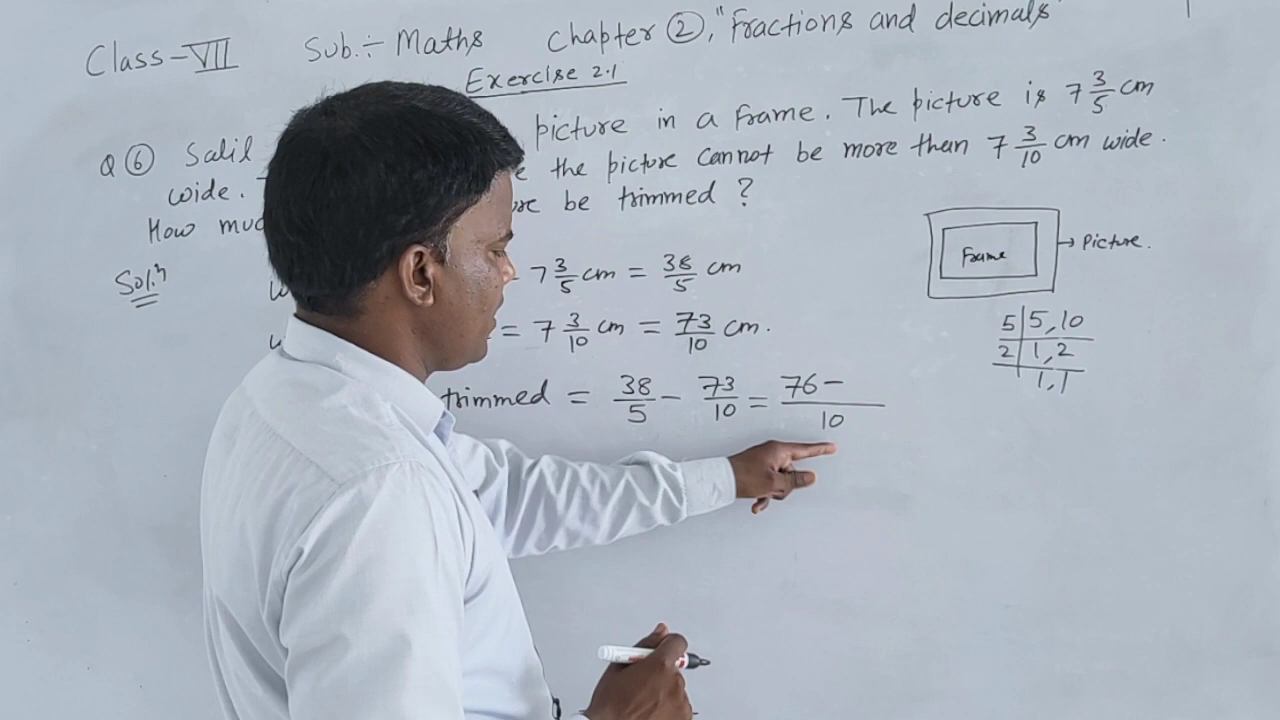 Class-VII Sub.÷ Maths Chapter ②, "Fractions and decimals"
Exercise 2.1
Q⑥ Salil picture in a frame. The picture is 7 3/5 cm
wide. the picture cannot be more than 7 3/10 cm wide.
How be trimmed ?
Frame → Picture.
Sol.ⁿ
7 3/5 cm = 38/5 cm
= 7 3/10 cm = 73/10 cm.
5|5,10
2|1,2
1,1
trimmed = 38/5 - 73/10 = 76- /10